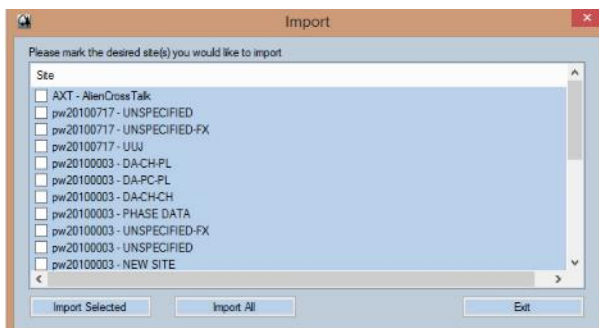 Import
Please mark the desired site(s) you would like to import
Site
AXT - AlienCrossTalk
pw20100717 - UNSPECIFIED
pw20100717 - UNSPECIFIED-FX
pw20100717 - UUJ
pw20100003 - DA-CH-PL
pw20100003 - DA-PC-PL
pw20100003 - DA-CH-CH
pw20100003 - PHASE DATA
pw20100003 - UNSPECIFIED-FX
pw20100003 - UNSPECIFIED
pw20100003 - NEW SITE
Import Selected
Import All
Exit